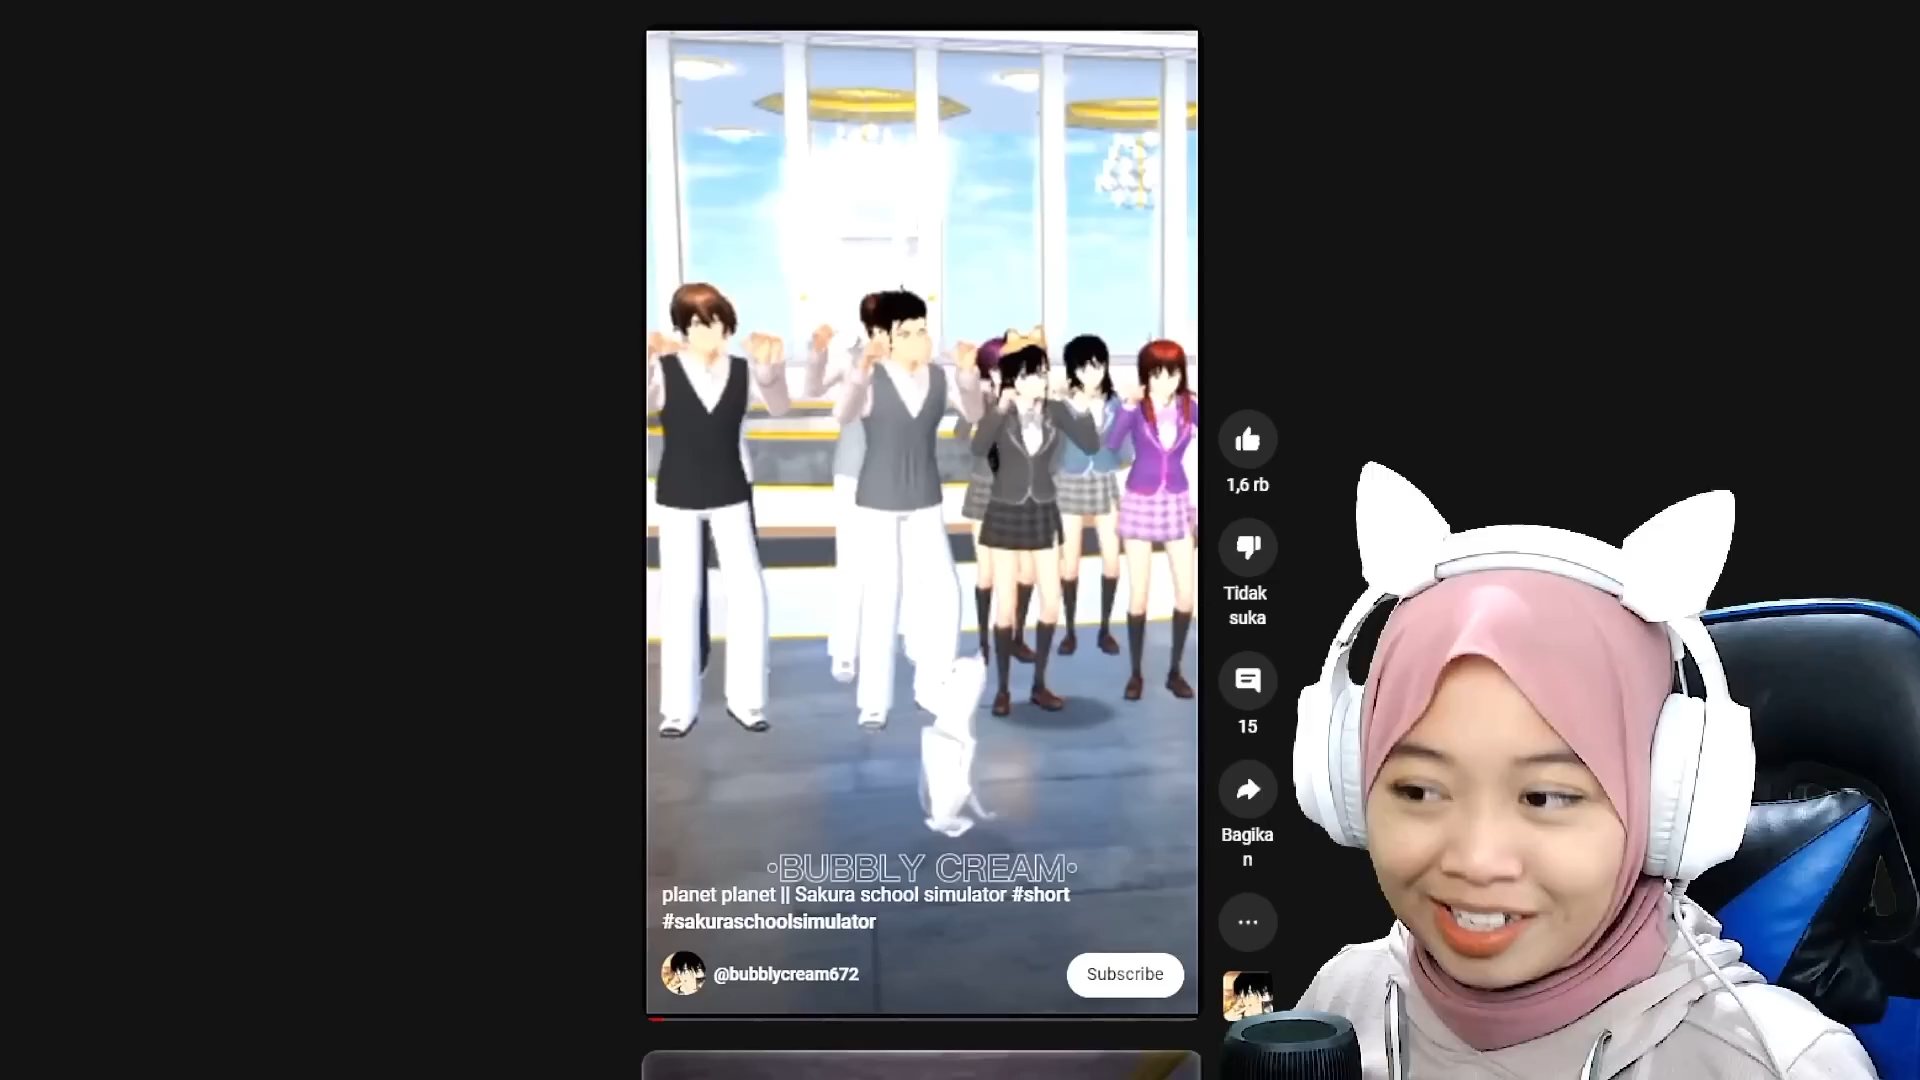 •BUBBLY CREAM•
planet planet || Sakura school simulator #short
#sakuraschoolsimulator
@bubblycream672
Subscribe
1,6 rb
Tidak
suka
15
Bagika
n